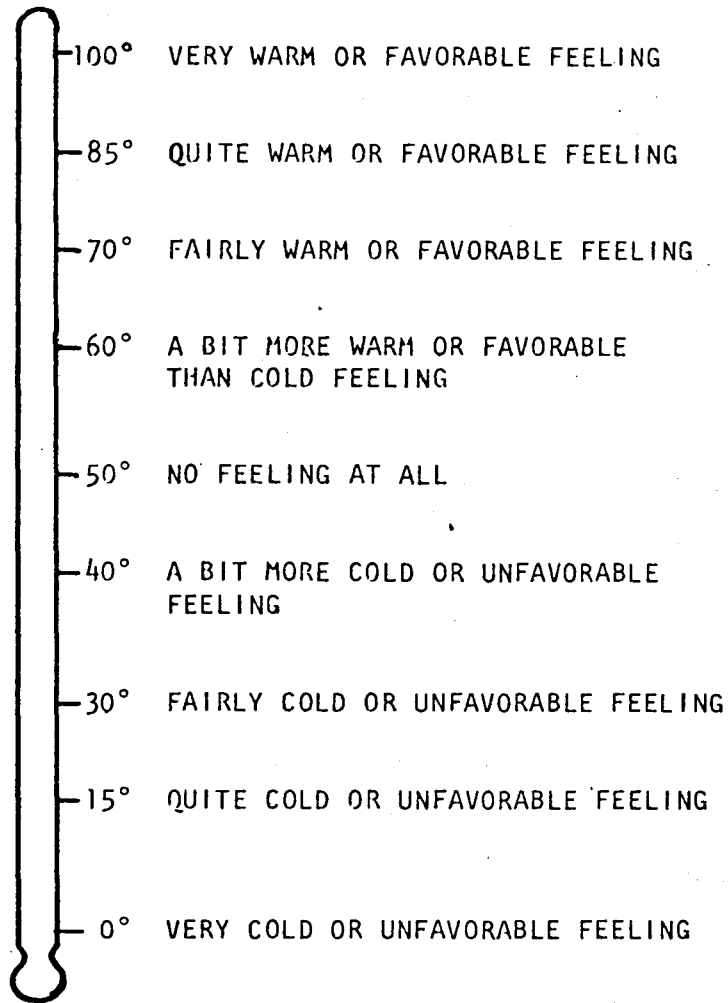 100° VERY WARM OR FAVORABLE FEELING
85° QUITE WARM OR FAVORABLE FEELING
70° FAIRLY WARM OR FAVORABLE FEELING
60° A BIT MORE WARM OR FAVORABLE
THAN COLD FEELING
50° NO FEELING AT ALL
40° A BIT MORE COLD OR UNFAVORABLE
FEELING
30° FAIRLY COLD OR UNFAVORABLE FEELING
15° QUITE COLD OR UNFAVORABLE FEELING
0° VERY COLD OR UNFAVORABLE FEELING